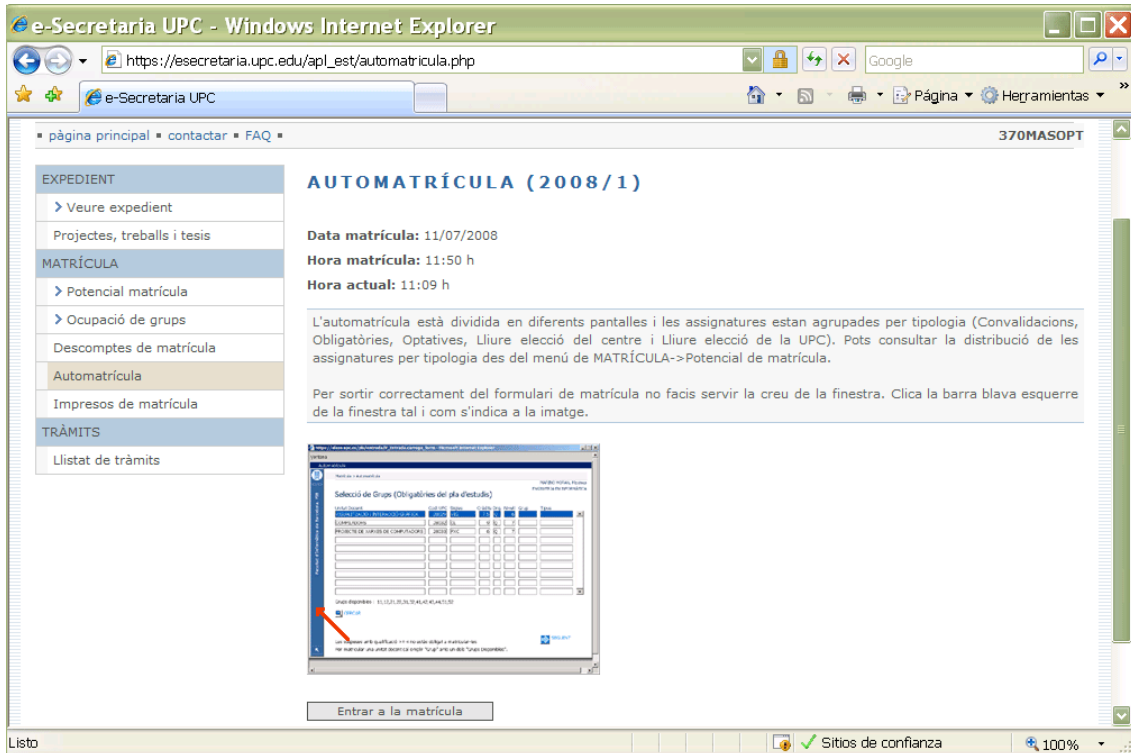 e-Secretaria UPC - Windows Internet Explorer
https://esecretaria.upc.edu/apl_est/automatricula.php
Google
e-Secretaria UPC
Página
Herramientas
pàgina principal ▪ contactar ▪ FAQ
370MASOPT
EXPEDIENT
Veure expedient
Projectes, treballs i tesis
MATRÍCULA
Potencial matrícula
Ocupació de grups
Descomptes de matrícula
Automatrícula
Impresos de matrícula
TRÀMITS
Llistat de tràmits
AUTOMATRÍCULA (2008/1)
Data matrícula: 11/07/2008
Hora matrícula: 11:50 h
Hora actual: 11:09 h
L'automatrícula està dividida en diferents pantalles i les assignatures estan agrupades per tipologia (Convalidacions,
Obligatòries, Optatives, Lliure elecció del centre i Lliure elecció de la UPC). Pots consultar la distribució de les
assignatures per tipologia des del menú de MATRÍCULA->Potencial de matrícula.
Per sortir correctament del formulari de matrícula no facis servir la creu de la finestra. Clica la barra blava esquerre
de la finestra tal i com s'indica a la imatge.
Selecció de Grups (Obligatòries del pla d'estudis)
Entrar a la matrícula
Listo
Sitios de confianza
100%